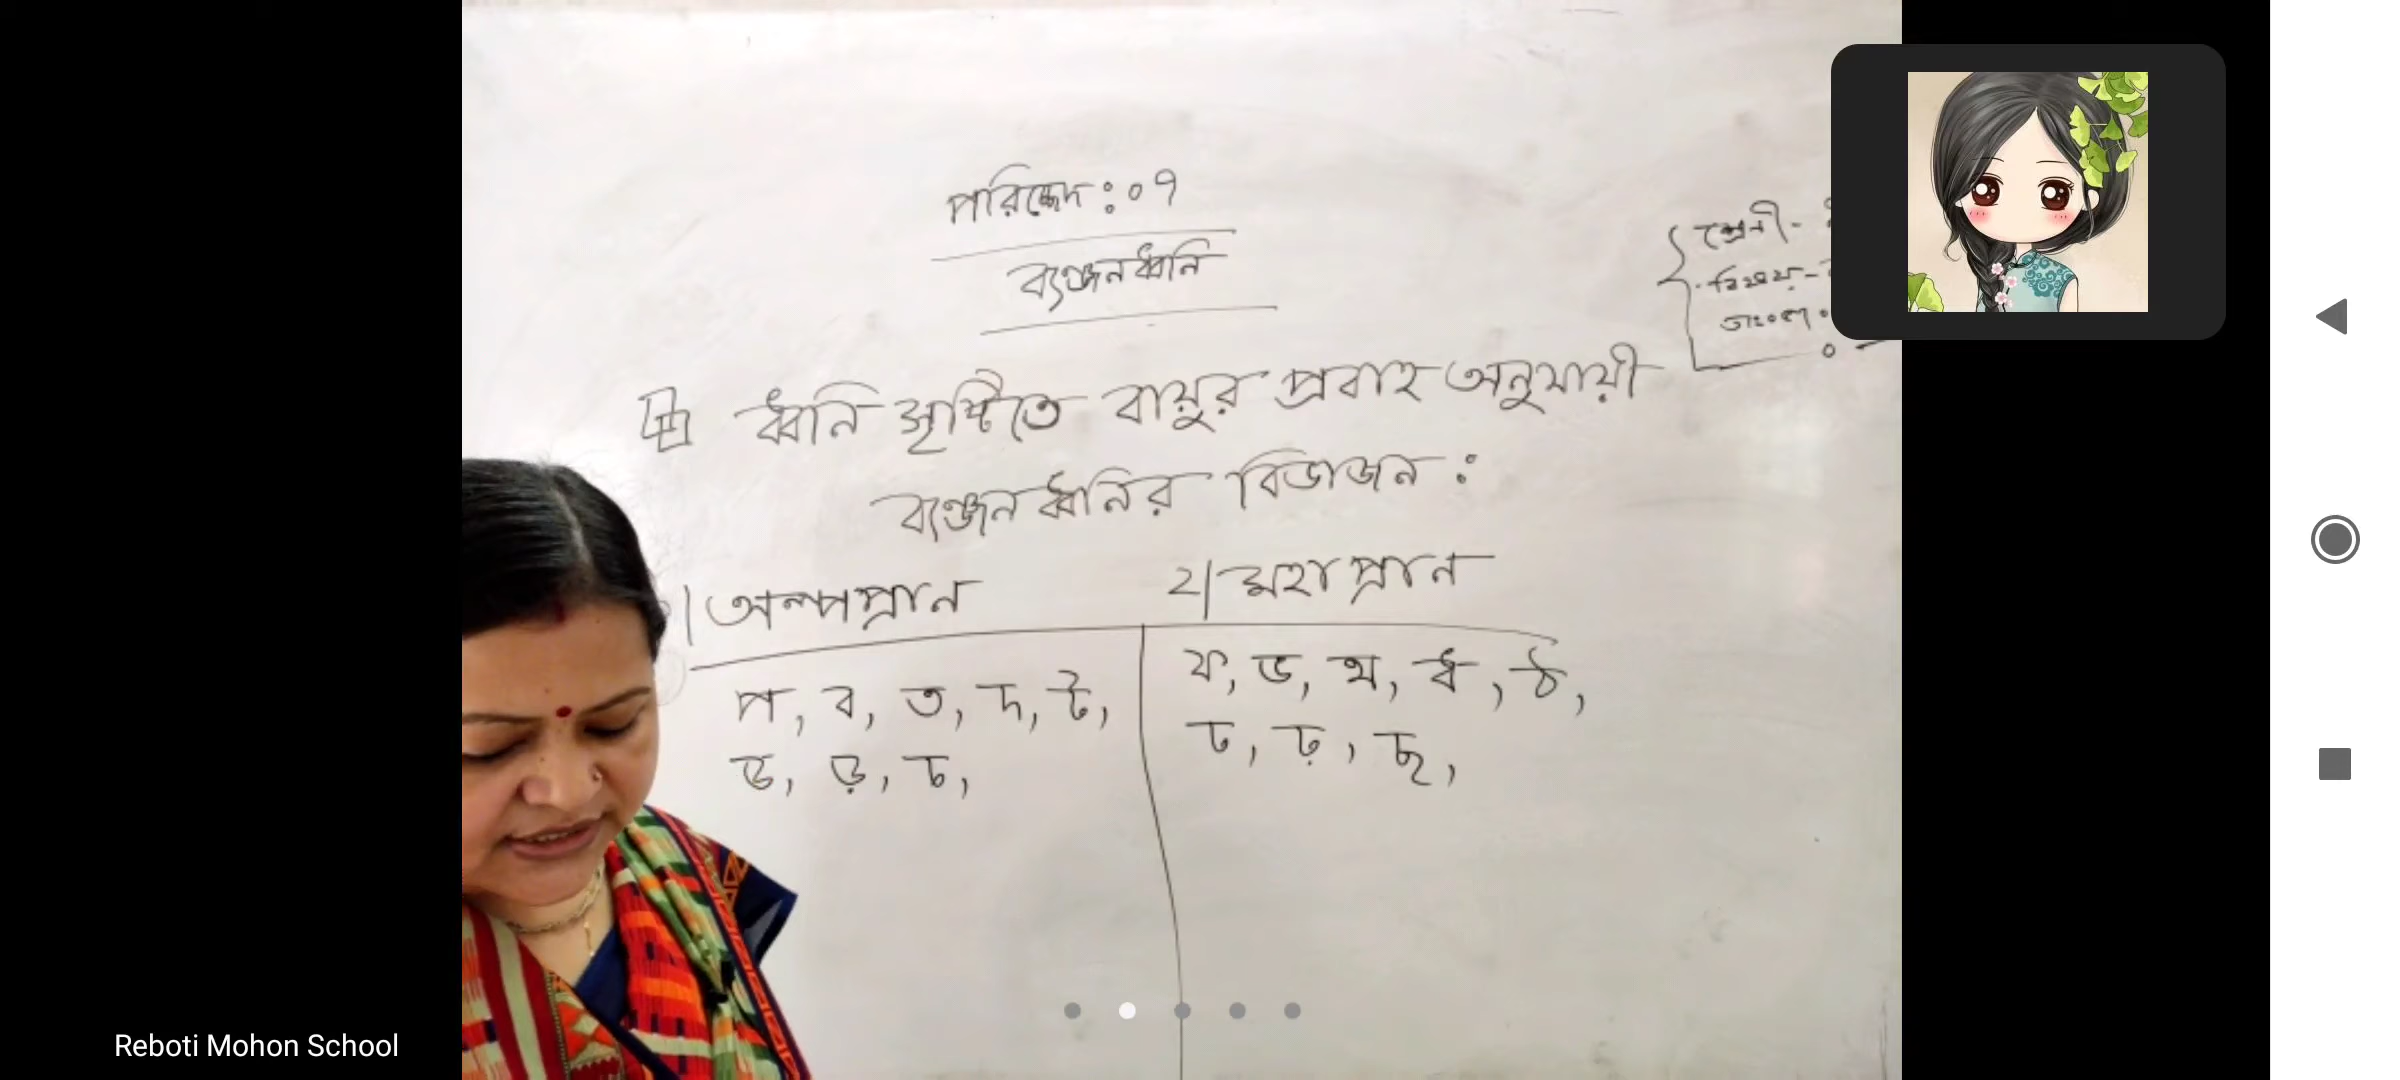 পরিচ্ছেদ : ০৭
ব্যঞ্জনধ্বনি
শ্রেণী -
বিষয় -
ধ্বনি সৃষ্টিতে বায়ুর প্রবাহ অনুযায়ী
ব্যঞ্জনধ্বনির বিভাজন :
১| অল্পপ্রান
২| মহাপ্রান
প, ব, ত, দ, ট,
ড, ড়, চ,
ফ, ভ, থ, ধ, ঠ,
ঢ, ঢ়, ছ,
Reboti Mohon School